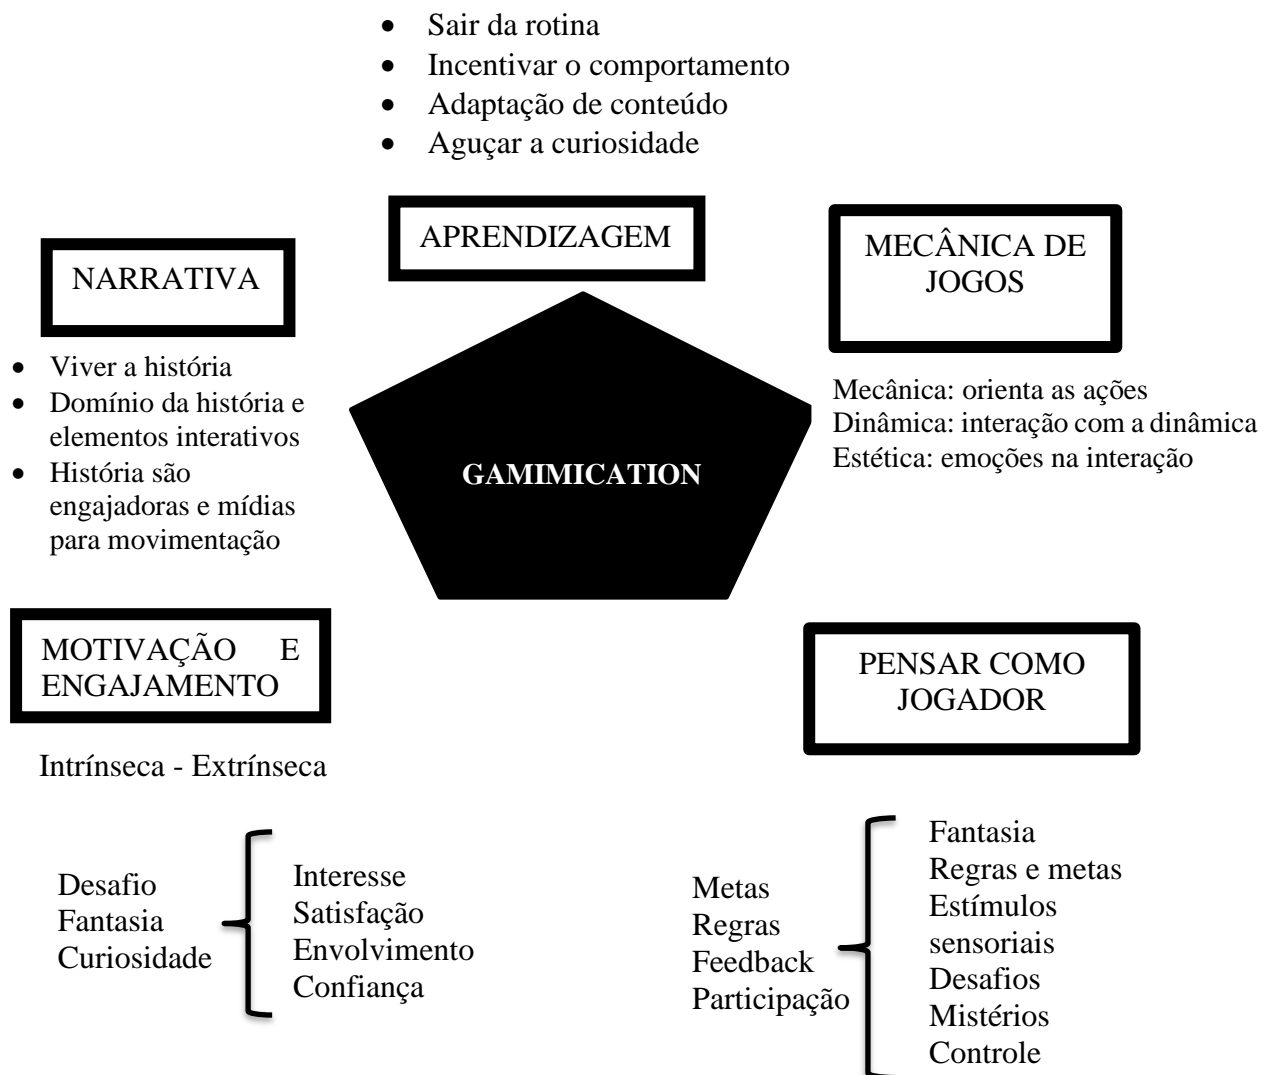 • Sair da rotina
• Incentivar o comportamento
• Adaptação de conteúdo
• Aguçar a curiosidade
APRENDIZAGEM
NARRATIVA
• Viver a história
• Domínio da história e
elementos interativos
• História são
engajadoras e mídias
para movimentação
MECÂNICA DE
JOGOS
Mecânica: orienta as ações
Dinâmica: interação com a dinâmica
Estética: emoções na interação
GAMIMICATION
MOTIVAÇÃO E
ENGAJAMENTO
Intrínseca - Extrínseca
Desafio
Fantasia
Curiosidade
Interesse
Satisfação
Envolvimento
Confiança
PENSAR COMO
JOGADOR
Metas
Regras
Feedback
Participação
Fantasia
Regras e metas
Estímulos
sensoriais
Desafios
Mistérios
Controle